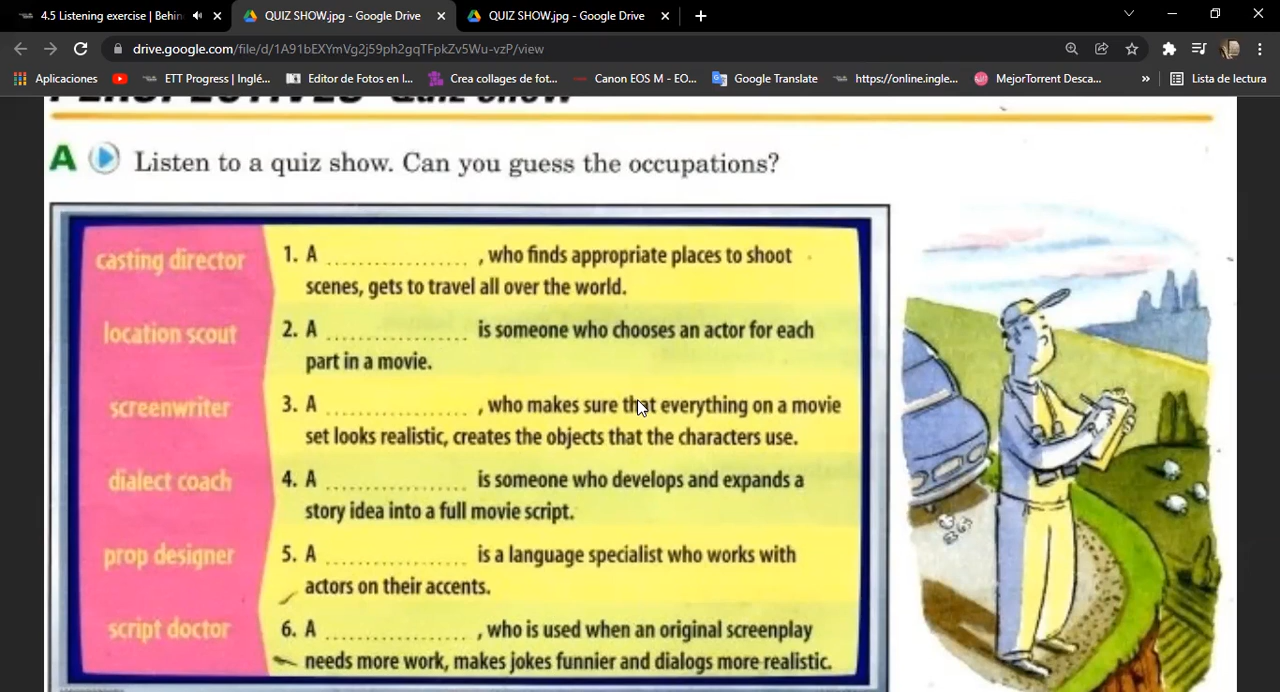 4.5 Listening exercise | Behin
QUIZ SHOW.jpg - Google Drive
QUIZ SHOW.jpg - Google Drive
drive.google.com/file/d/1A91bEXYmVg2j59ph2gqTFpkZv5Wu-vzP/view
Aplicaciones
ETT Progress | Inglé...
Editor de Fotos en l...
Crea collages de fot...
Canon EOS M - EO...
Google Translate
https://online.ingle...
MejorTorrent Desca...
»
Lista de lectura
PERSPECTIVES Quiz show
A Listen to a quiz show. Can you guess the occupations?
casting director
location scout
screenwriter
dialect coach
prop designer
script doctor
1. A ................. , who finds appropriate places to shoot
scenes, gets to travel all over the world.
2. A ................. is someone who chooses an actor for each
part in a movie.
3. A ................. , who makes sure that everything on a movie
set looks realistic, creates the objects that the characters use.
4. A ................. is someone who develops and expands a
story idea into a full movie script.
5. A ................. is a language specialist who works with
actors on their accents.
6. A ................. , who is used when an original screenplay
needs more work, makes jokes funnier and dialogs more realistic.